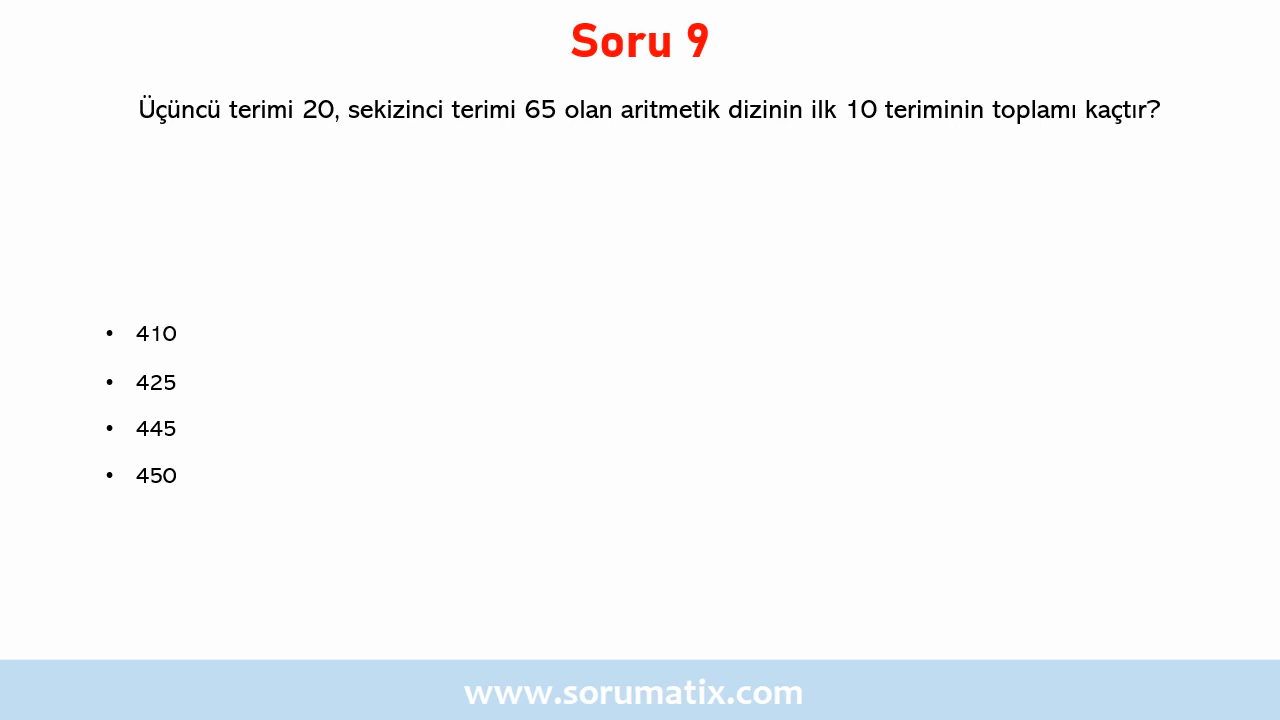 Soru 9
Üçüncü terimi 20, sekizinci terimi 65 olan aritmetik dizinin ilk 10 teriminin toplamı kaçtır?
• 410
• 425
• 445
• 450
www.sorumatix.com